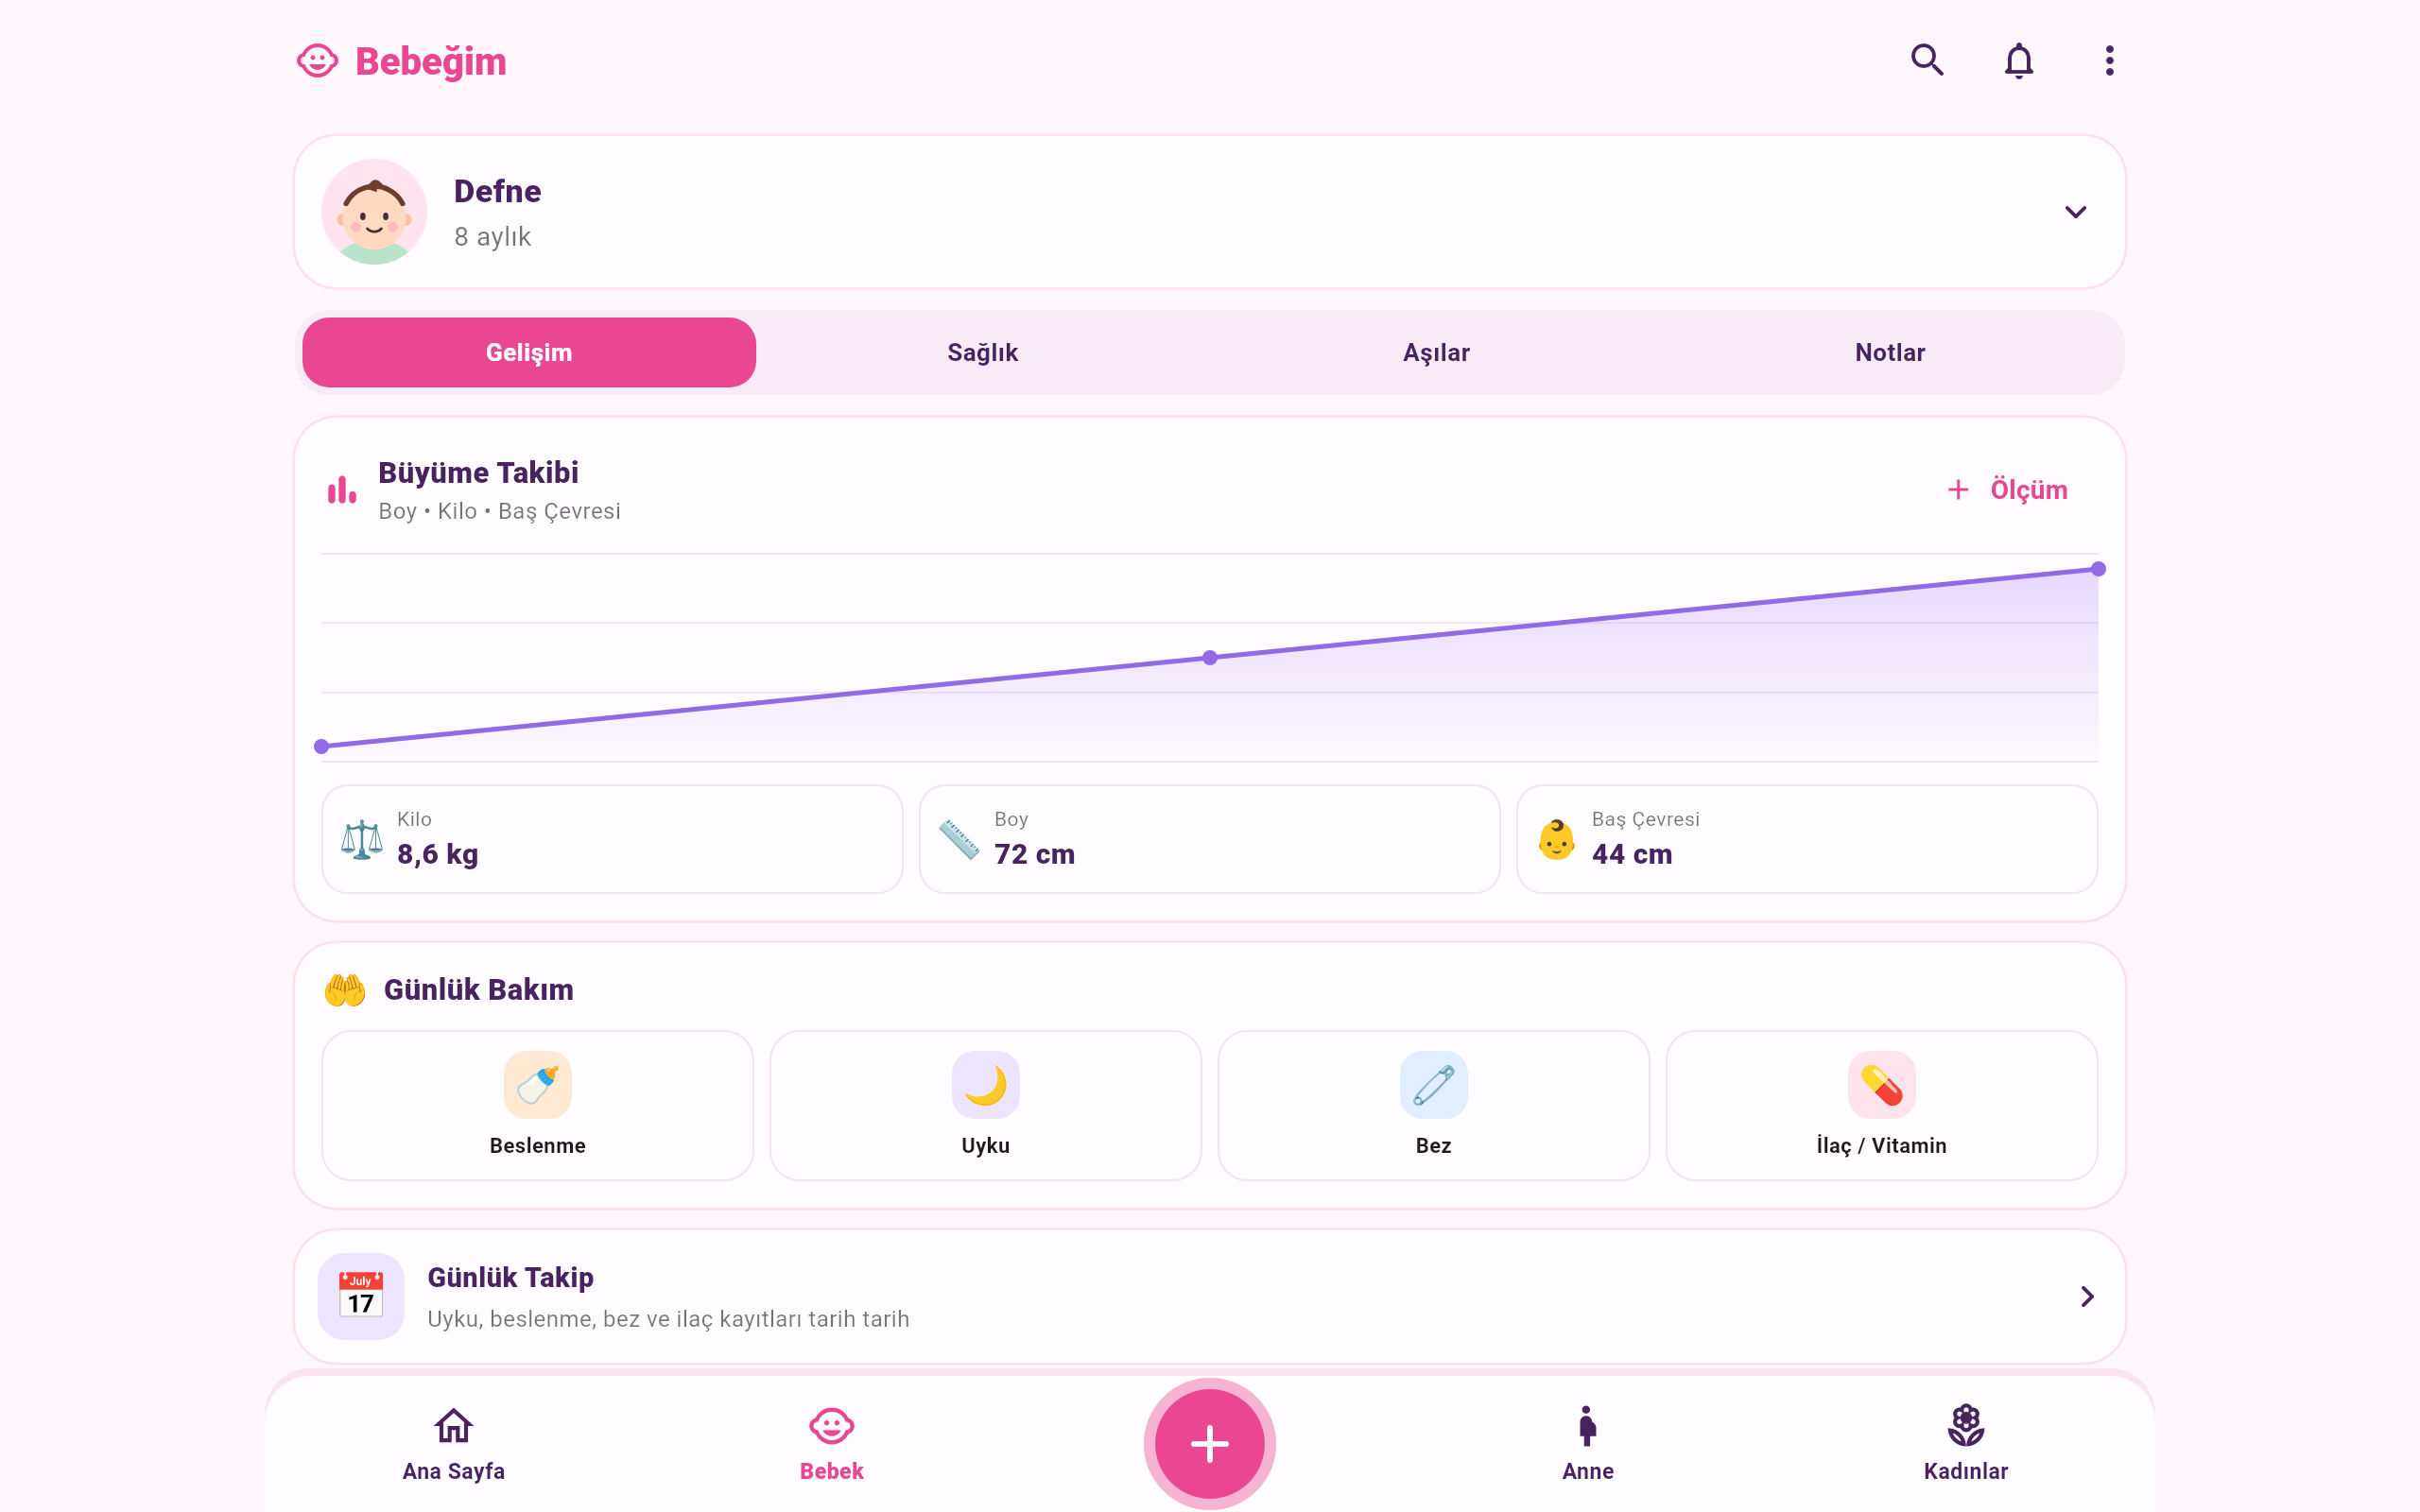 Bebeğim
Defne
8 aylık
Gelişim
Sağlık
Aşılar
Notlar
Büyüme Takibi
Boy • Kilo • Baş Çevresi
+ Ölçüm
Kilo
8,6 kg
Boy
72 cm
Baş Çevresi
44 cm
Günlük Bakım
Beslenme
Uyku
Bez
İlaç / Vitamin
July
17
Günlük Takip
Uyku, beslenme, bez ve ilaç kayıtları tarih tarih
Ana Sayfa
Bebek
Anne
Kadınlar